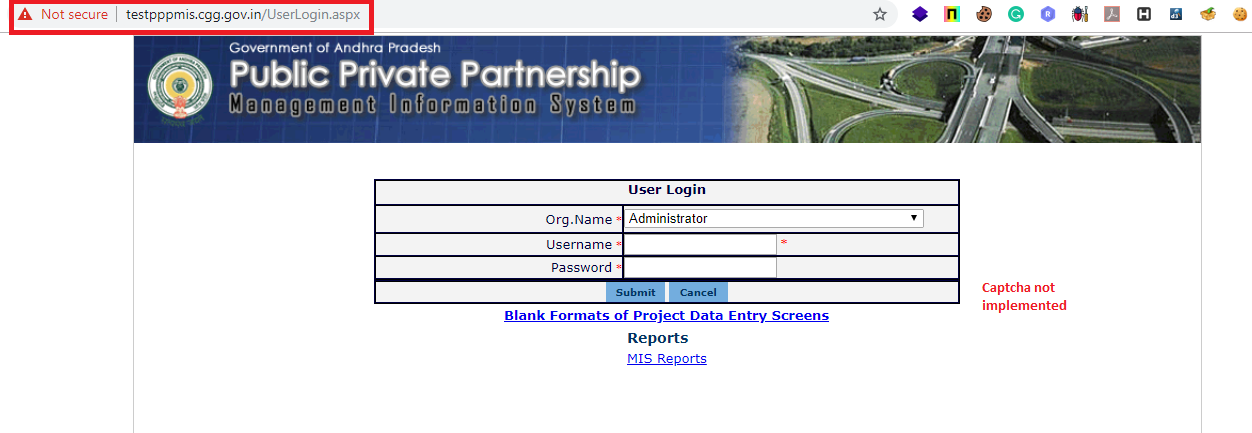 Not secure | testpppmis.cgg.gov.in/UserLogin.aspx
Government of Andhra Pradesh
Public Private Partnership
Management Information System
User Login
Org.Name * Administrator
Username * *
Password *
Submit Cancel
Captcha not
implemented
Blank Formats of Project Data Entry Screens
Reports
MIS Reports